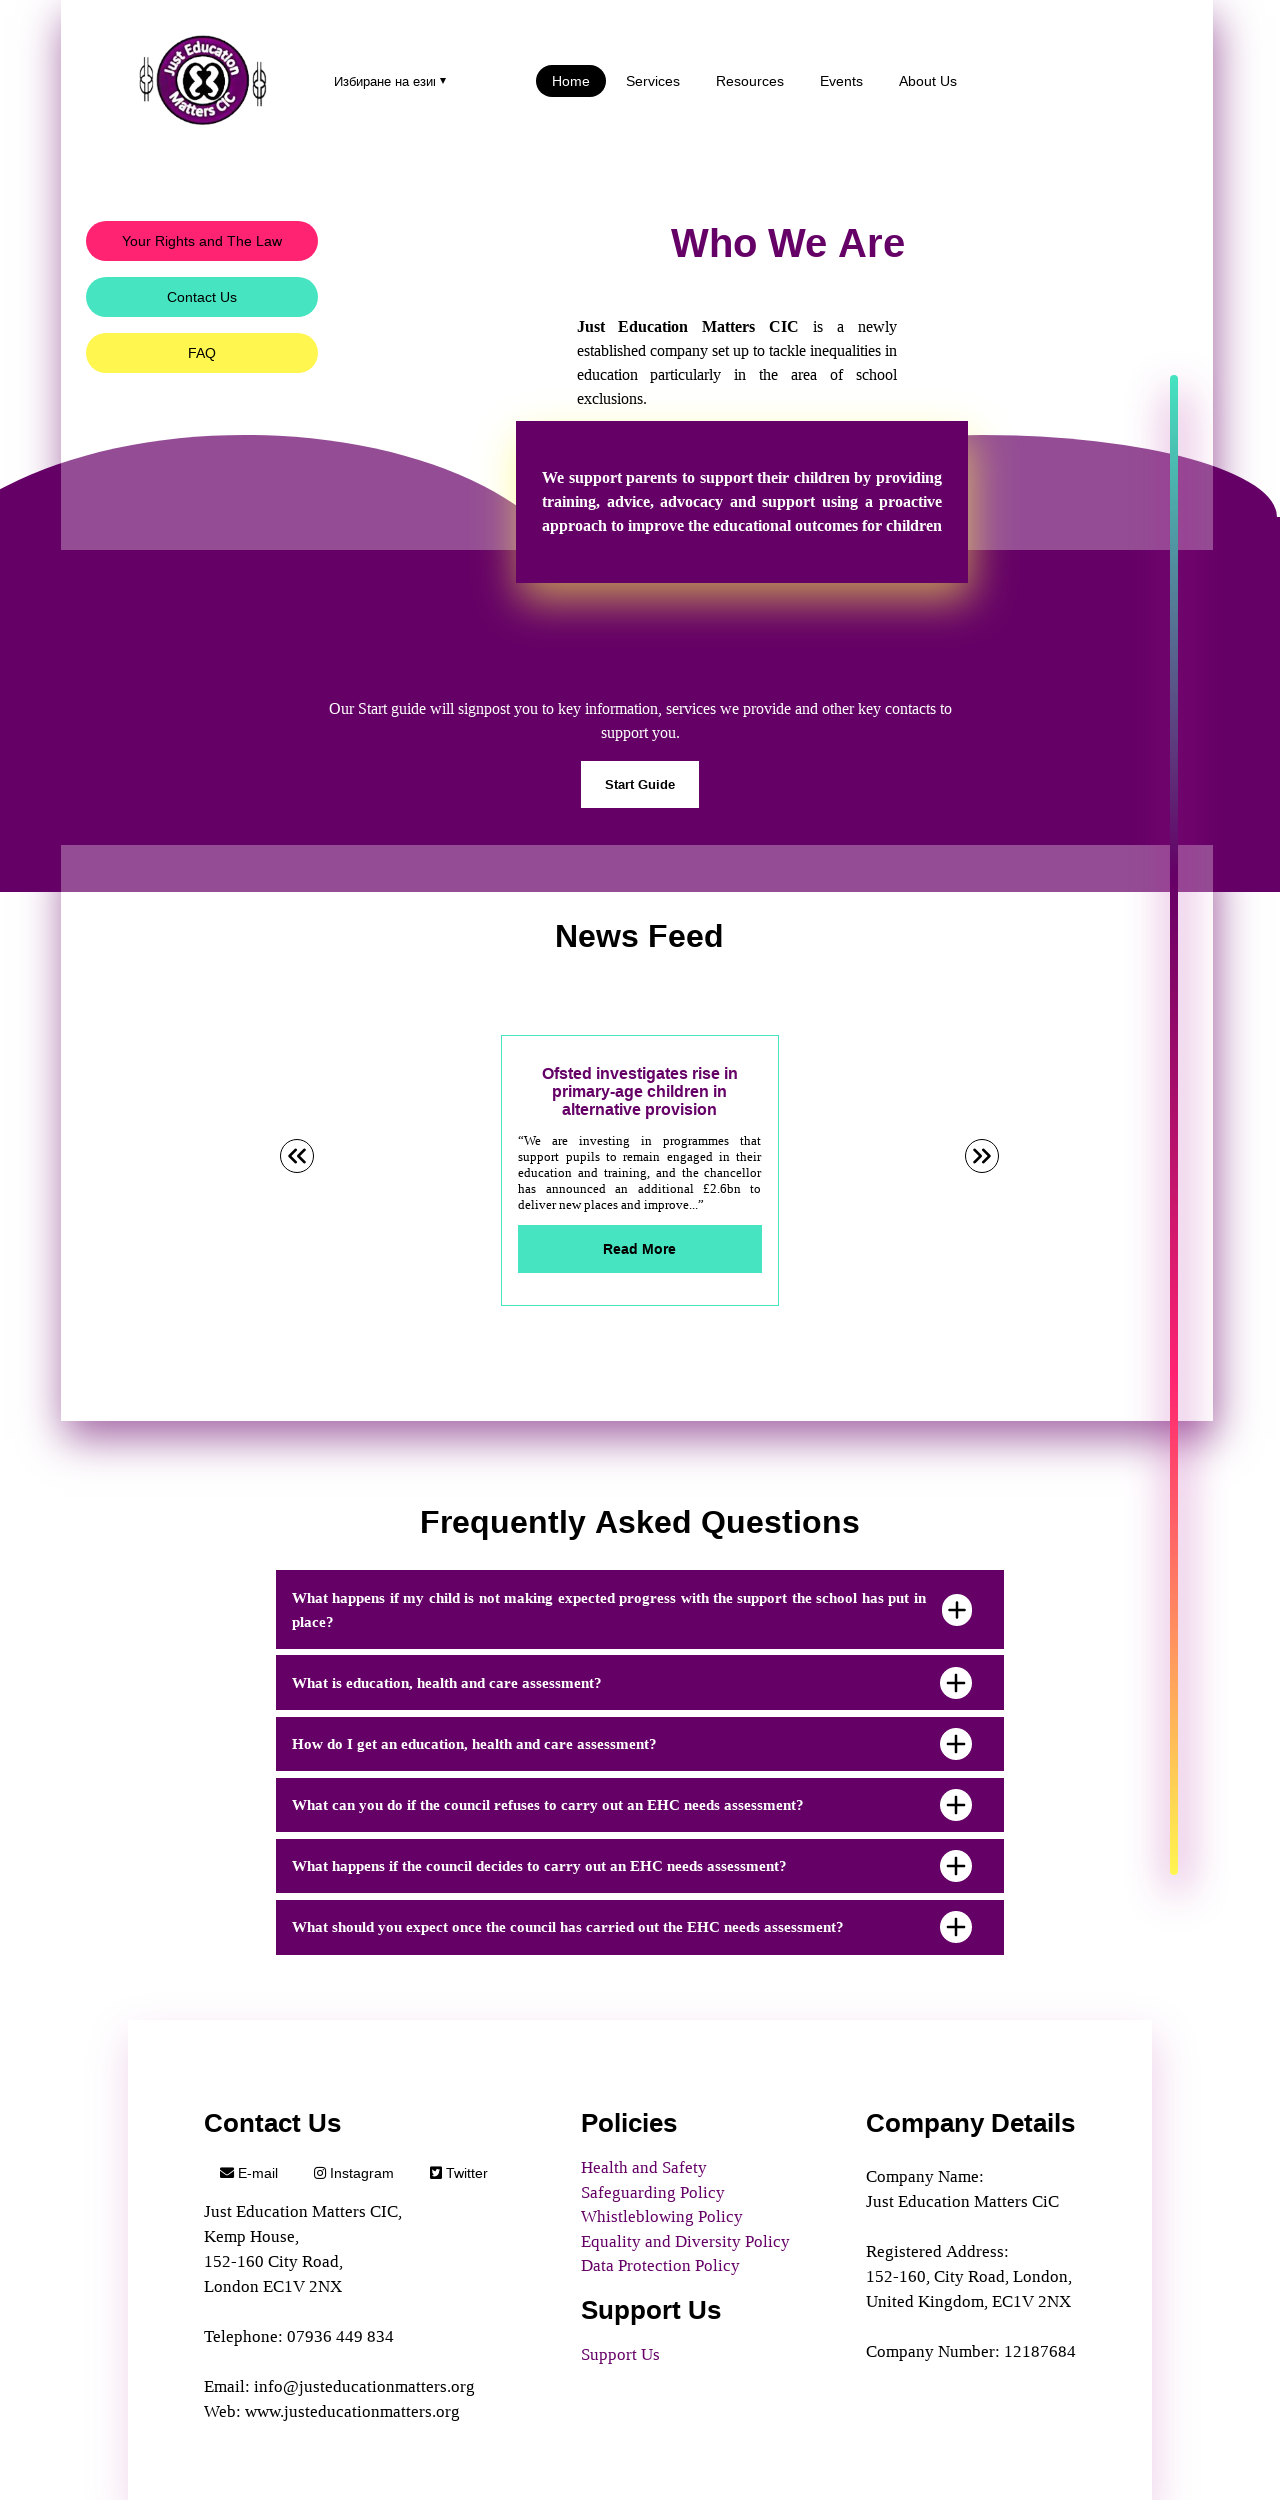 Just Education
Matters CIC
Избиране на език ▼
Home
Services
Resources
Events
About Us
Your Rights and The Law
Contact Us
FAQ
Who We Are
Just Education Matters CIC is a newly
established company set up to tackle inequalities in
education particularly in the area of school
exclusions.
We support parents to support their children by providing
training, advice, advocacy and support using a proactive
approach to improve the educational outcomes for children
Our Start guide will signpost you to key information, services we provide and other key contacts to
support you.
Start Guide
News Feed
Ofsted investigates rise in
primary-age children in
alternative provision
“We are investing in programmes that
support pupils to remain engaged in their
education and training, and the chancellor
has announced an additional £2.6bn to
deliver new places and improve...”
Read More
Frequently Asked Questions
What happens if my child is not making expected progress with the support the school has put in
place?
What is education, health and care assessment?
How do I get an education, health and care assessment?
What can you do if the council refuses to carry out an EHC needs assessment?
What happens if the council decides to carry out an EHC needs assessment?
What should you expect once the council has carried out the EHC needs assessment?
Contact Us
E-mail
Instagram
Twitter
Just Education Matters CIC,
Kemp House,
152-160 City Road,
London EC1V 2NX
Telephone: 07936 449 834
Email: info@justeducationmatters.org
Web: www.justeducationmatters.org
Policies
Health and Safety
Safeguarding Policy
Whistleblowing Policy
Equality and Diversity Policy
Data Protection Policy
Support Us
Support Us
Company Details
Company Name:
Just Education Matters CiC
Registered Address:
152-160, City Road, London,
United Kingdom, EC1V 2NX
Company Number: 12187684